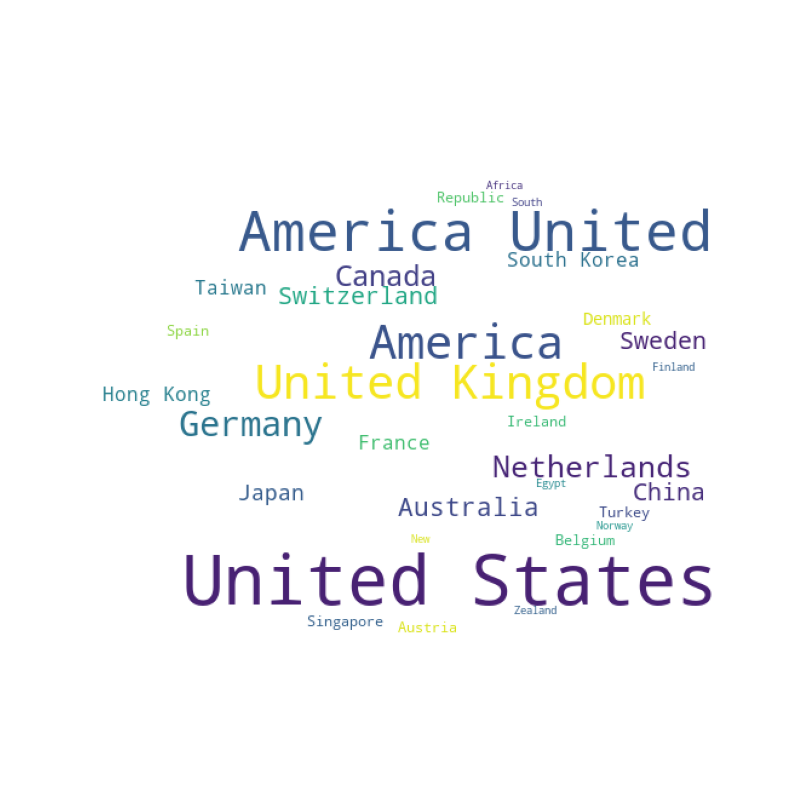 Africa
Republic
South
America United
South Korea
Canada
Taiwan
Switzerland
Denmark
Spain
America
Sweden
Finland
United Kingdom
Hong Kong
Germany
Ireland
France
Netherlands
Egypt
Japan
China
Australia
Turkey
Norway
New
Belgium
United States
Zealand
Singapore
Austria